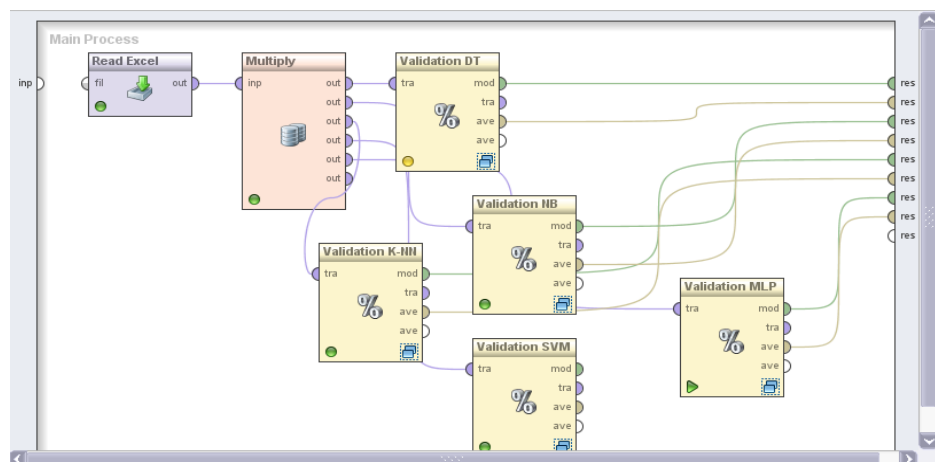 Main Process
Read Excel
Multiply
Validation DT
inp
fil
out
inp
out
out
out
out
out
out
tra
mod
tra
ave
ave
res
res
res
res
res
res
res
res
res
Validation NB
tra
mod
tra
ave
ave
Validation K-NN
tra
mod
tra
ave
ave
Validation MLP
tra
mod
tra
ave
ave
Validation SVM
tra
mod
tra
ave
ave